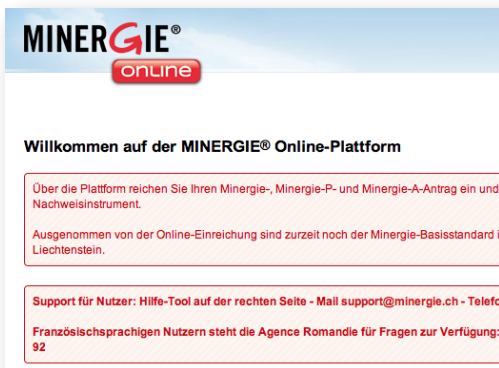 MINERGIE®
online
Willkommen auf der MINERGIE® Online-Plattform
Über die Plattform reichen Sie Ihren Minergie-, Minergie-P- und Minergie-A-Antrag ein und
Nachweisinstrument.
Ausgenommen von der Online-Einreichung sind zurzeit noch der Minergie-Basisstandard i
Liechtenstein.
Support für Nutzer: Hilfe-Tool auf der rechten Seite - Mail support@minergie.ch - Telefo
Französischsprachigen Nutzern steht die Agence Romandie für Fragen zur Verfügung:
92